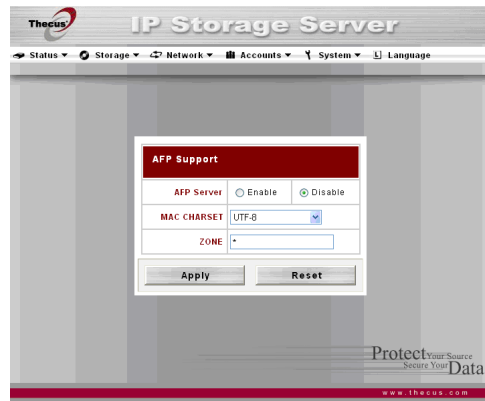 Thecus
IP Storage Server
Status Storage Network Accounts System Language
AFP Support
AFP Server Enable Disable
MAC CHARSET UTF-8
ZONE *
Apply Reset
Protect Your Source
Secure Your Data
www.thecus.com